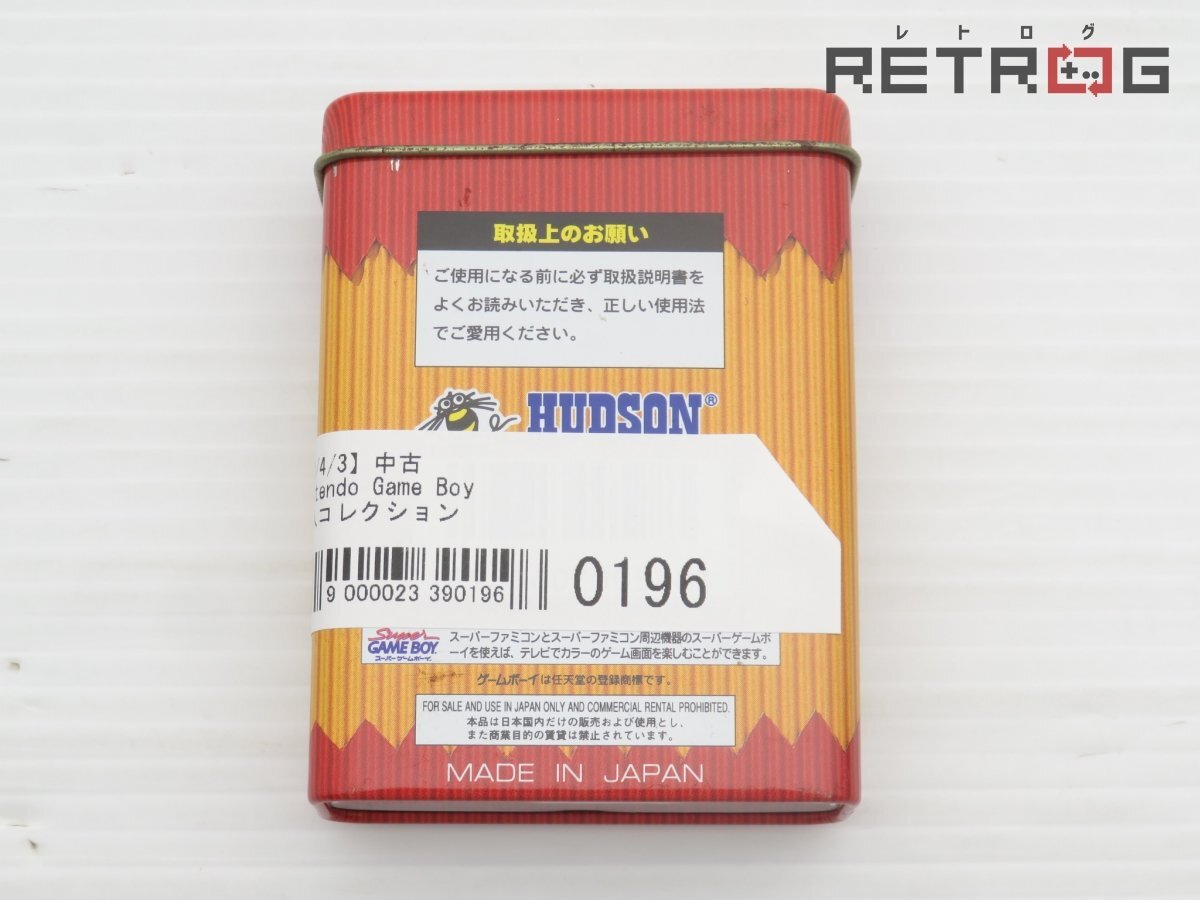 レトログ
RETROG
取扱上のお願い
ご使用になる前に必ず取扱説明書を
よくお読みいただき、正しい使用法
でご愛用ください。
HUDSON®
/4/3】中古
tendo Game Boy
コレクション
9 000023 390196
0196
Super
GAME BOY
スーパーゲームボーイ
スーパーファミコンとスーパーファミコン周辺機器のスーパーゲームボ
ーイを使えば、テレビでカラーのゲーム画面を楽しむことができます。
ゲームボーイは任天堂の登録商標です。
FOR SALE AND USE IN JAPAN ONLY AND COMMERCIAL RENTAL PROHIBITED.
本品は日本国内だけの販売および使用とし、
また商業目的の賃貸は禁止されています。
MADE IN JAPAN